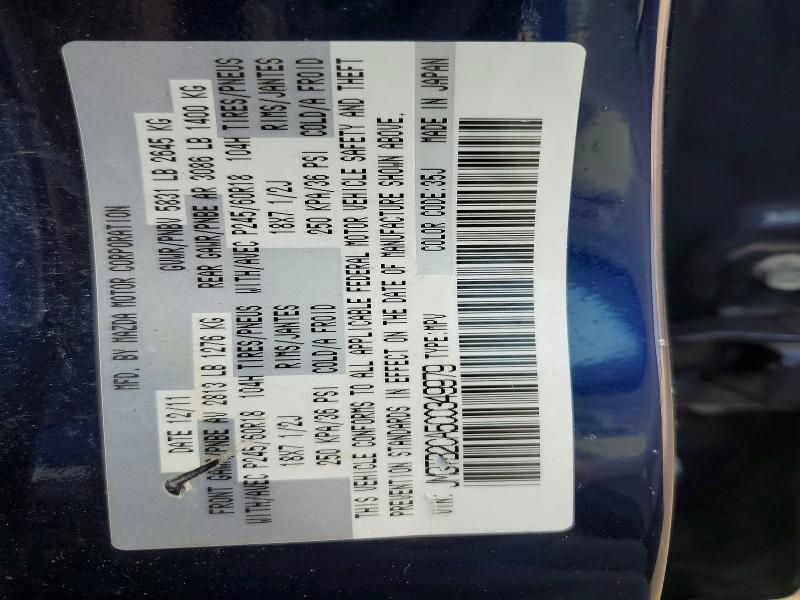 MFD. BY MAZDA MOTOR CORPORATION
DATE 12/11 GVWR/PNBV 5831 LB 2645 KG
FRONT GAWR/PNBE AV 2813 LB 1276 KG REAR GAWR/PNBE AR 3086 LB 1400 KG
WITH/AVEC P245/60R18 104H TIRES/PNEUS WITH/AVEC P245/60R18 104H TIRES/PNEUS
18X7 1/2J RIMS/JANTES 18X7 1/2J RIMS/JANTES
250 KPA/36 PSI COLD/A FROID 250 KPA/36 PSI COLD/A FROID
THIS VEHICLE CONFORMS TO ALL APPLICABLE FEDERAL MOTOR VEHICLE SAFETY AND THEFT
PREVENTION STANDARDS IN EFFECT ON THE DATE OF MANUFACTURE SHOWN ABOVE.
VIN: JM3TB2CA5C0349979 TYPE:MPV COLOR CODE:35J MADE IN JAPAN